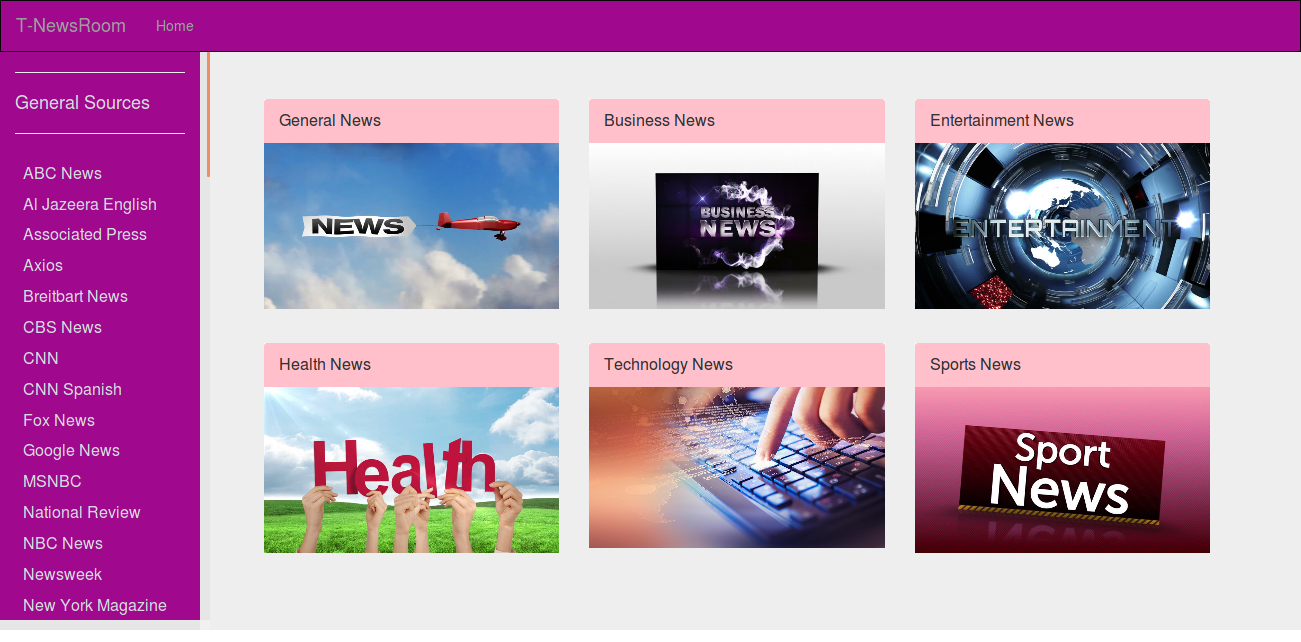 T-NewsRoom Home
General Sources
ABC News
Al Jazeera English
Associated Press
Axios
Breitbart News
CBS News
CNN
CNN Spanish
Fox News
Google News
MSNBC
National Review
NBC News
Newsweek
New York Magazine
General News
NEWS
Business News
BUSINESS
NEWS
Entertainment News
ENTERTAINMENT
Health News
Health
Technology News
Sports News
Sport
News